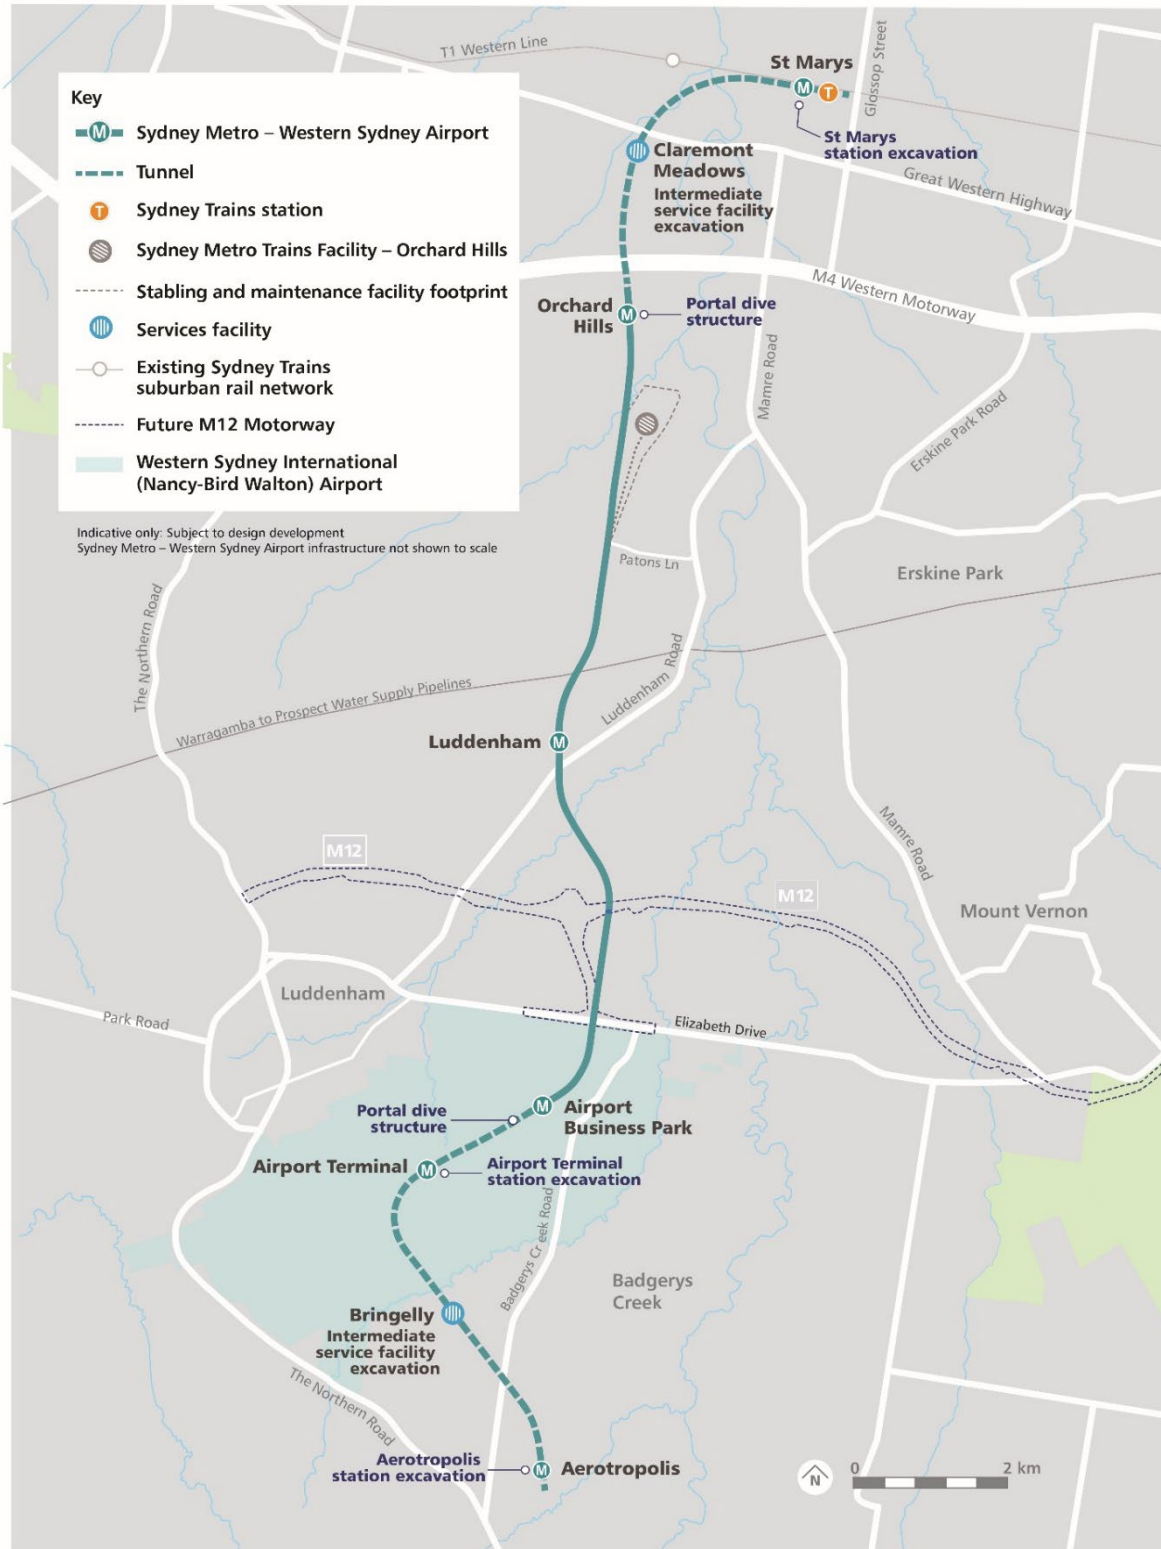 T1 Western Line
St Marys
M
T
Glossop Street
St Marys
station excavation
Key
M
Sydney Metro – Western Sydney Airport
Tunnel
T
Sydney Trains station
Sydney Metro Trains Facility – Orchard Hills
Stabling and maintenance facility footprint
Services facility
Existing Sydney Trains
suburban rail network
Future M12 Motorway
Western Sydney International
(Nancy-Bird Walton) Airport
Indicative only: Subject to design development
Sydney Metro – Western Sydney Airport infrastructure not shown to scale
Claremont
Meadows
Intermediate
service facility
excavation
Great Western Highway
M4 Western Motorway
Orchard
Hills
M
Portal dive
structure
Mamre Road
Erskine Park Road
Patons Ln
Erskine Park
The Northern Road
Warragamba to Prospect Water Supply Pipelines
Luddenham Road
Luddenham
M
Mamre Road
M12
M12
Mount Vernon
Luddenham
Park Road
Elizabeth Drive
Portal dive
structure
M
Airport
Business Park
Airport Terminal
M
Airport Terminal
station excavation
Badgerys Cr eek Road
Badgerys
Creek
Bringelly
Intermediate
service facility
excavation
The Northern Road
Aerotropolis
station excavation
M
Aerotropolis
N
0
2 km